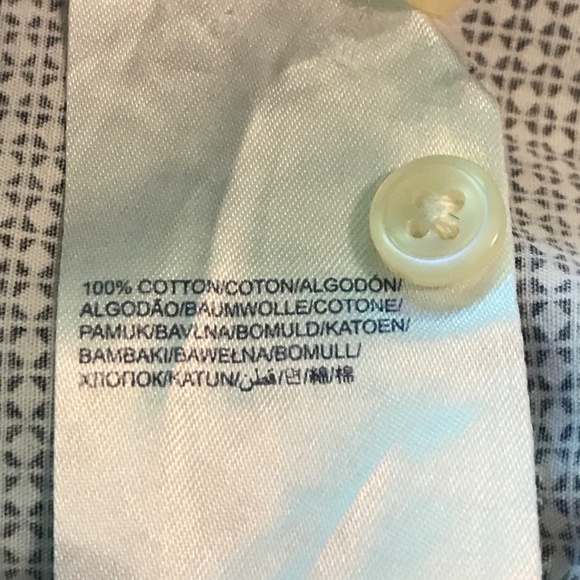 100% COTTON/COTON/ALGODÓN/
ALGODÃO/BAUMWOLLE/COTONE/
PAMUK/BAVLNA/BOMULD/KATOEN/
BAMBAKI/BAWEŁNA/BOMULL/
ХЛОПОК/KATUN/قطن/면/綿/棉